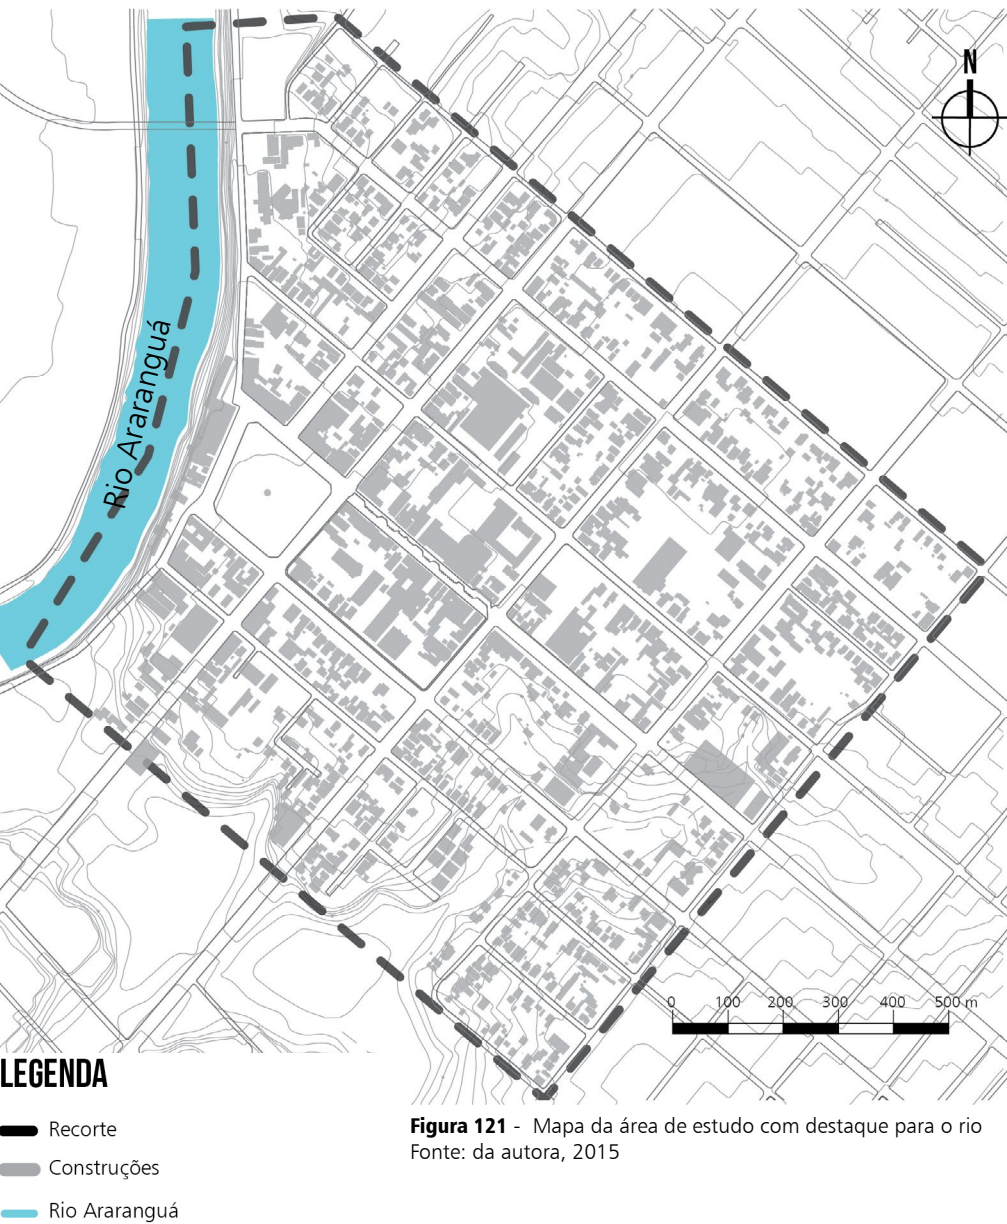 N
Rio Araranguá
0 100 200 300 400 500 m
LEGENDA
Recorte
Construções
Rio Araranguá
Figura 121 - Mapa da área de estudo com destaque para o rio
Fonte: da autora, 2015